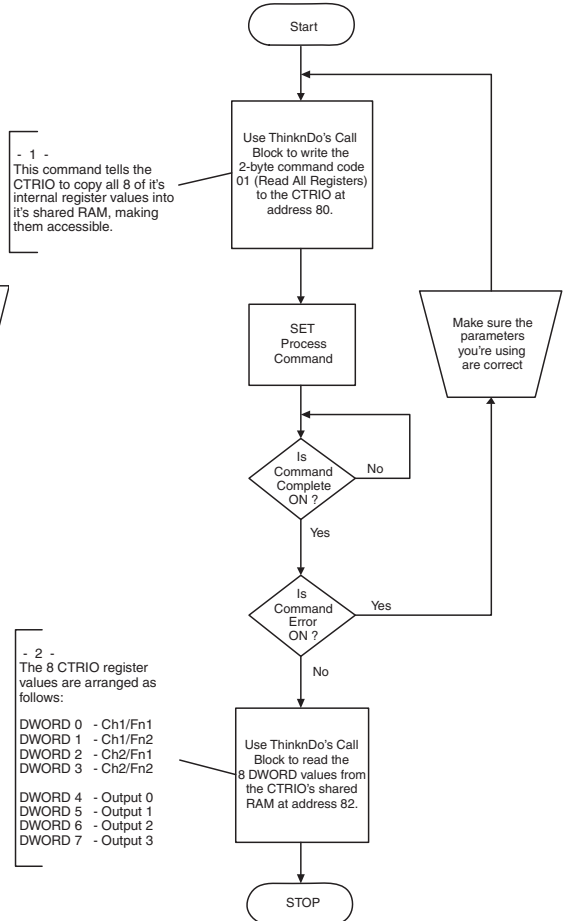 Start
- 1 -
This command tells the
CTRIO to copy all 8 of it's
internal register values into
it's shared RAM, making
them accessible.
Use ThinknDo's Call
Block to write the
2-byte command code
01 (Read All Registers)
to the CTRIO at
address 80.
SET
Process
Command
Make sure the
parameters
you're using
are correct
Is
Command
Complete
ON ?
No
Yes
Is
Command
Error
ON ?
Yes
No
- 2 -
The 8 CTRIO register
values are arranged as
follows:
DWORD 0 - Ch1/Fn1
DWORD 1 - Ch1/Fn2
DWORD 2 - Ch2/Fn1
DWORD 3 - Ch2/Fn2
DWORD 4 - Output 0
DWORD 5 - Output 1
DWORD 6 - Output 2
DWORD 7 - Output 3
Use ThinknDo's Call
Block to read the
8 DWORD values from
the CTRIO's shared
RAM at address 82.
STOP